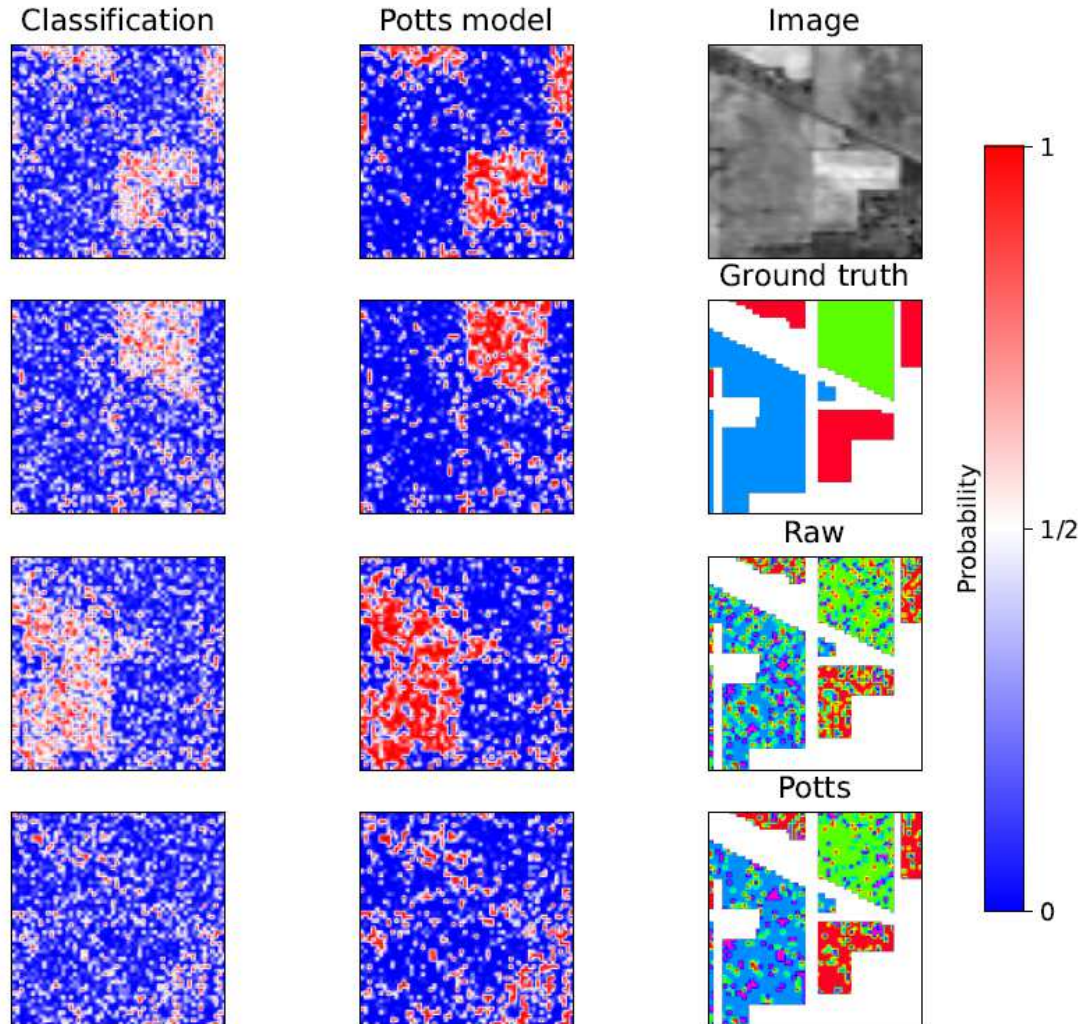 Classification
Potts model
Image
Ground truth
Raw
Potts
Probability
1
1/2
0